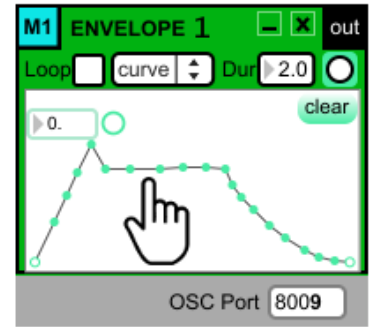 M1 ENVELOPE 1 out
Loop curve Dur 2.0
clear
0.
OSC Port 8009